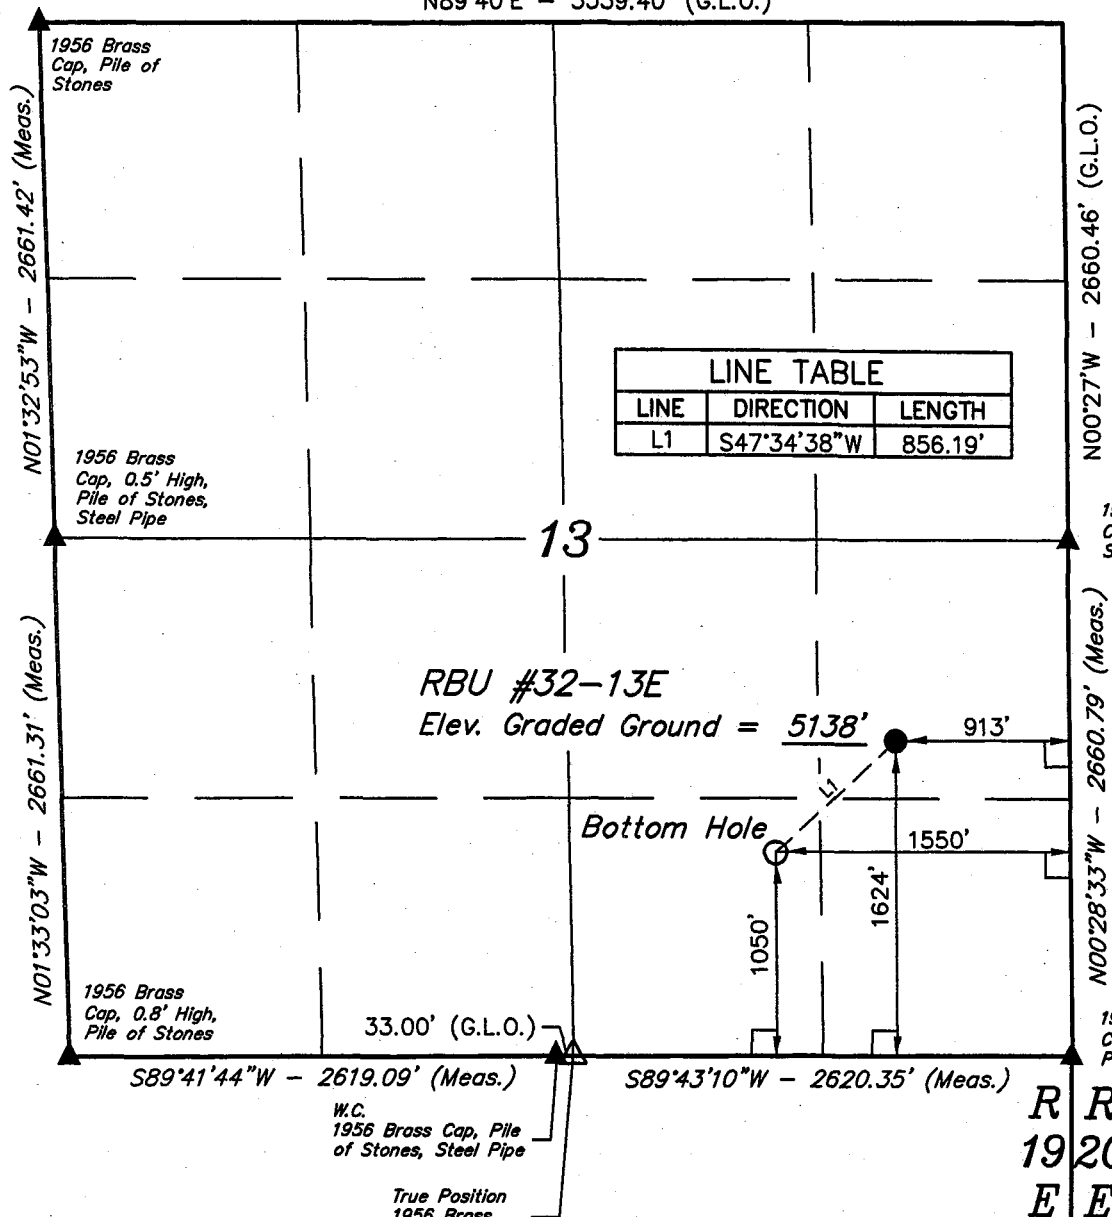 N89°40'E – 5339.40' (G.L.O.)
1956 Brass
Cap, Pile of
Stones
N01°32'53"W – 2661.42' (Meas.)
N00°27'W – 2660.46' (G.L.O.)
LINE TABLE
LINE DIRECTION LENGTH
L1 S47°34'38"W 856.19'
1956 Brass
Cap, 0.5' High,
Pile of Stones,
Steel Pipe
13
N01°33'03"W – 2661.31' (Meas.)
RBU #32–13E
Elev. Graded Ground = 5138'
913'
L1
Bottom Hole
1550'
1050'
1624'
N00°28'33"W – 2660.79' (Meas.)
1956 Brass
Cap, 0.8' High,
Pile of Stones
33.00' (G.L.O.)
S89°41'44"W – 2619.09' (Meas.)
S89°43'10"W – 2620.35' (Meas.)
W.C.
1956 Brass Cap, Pile
of Stones, Steel Pipe
True Position
1956 Brass
R R
19 20
E E